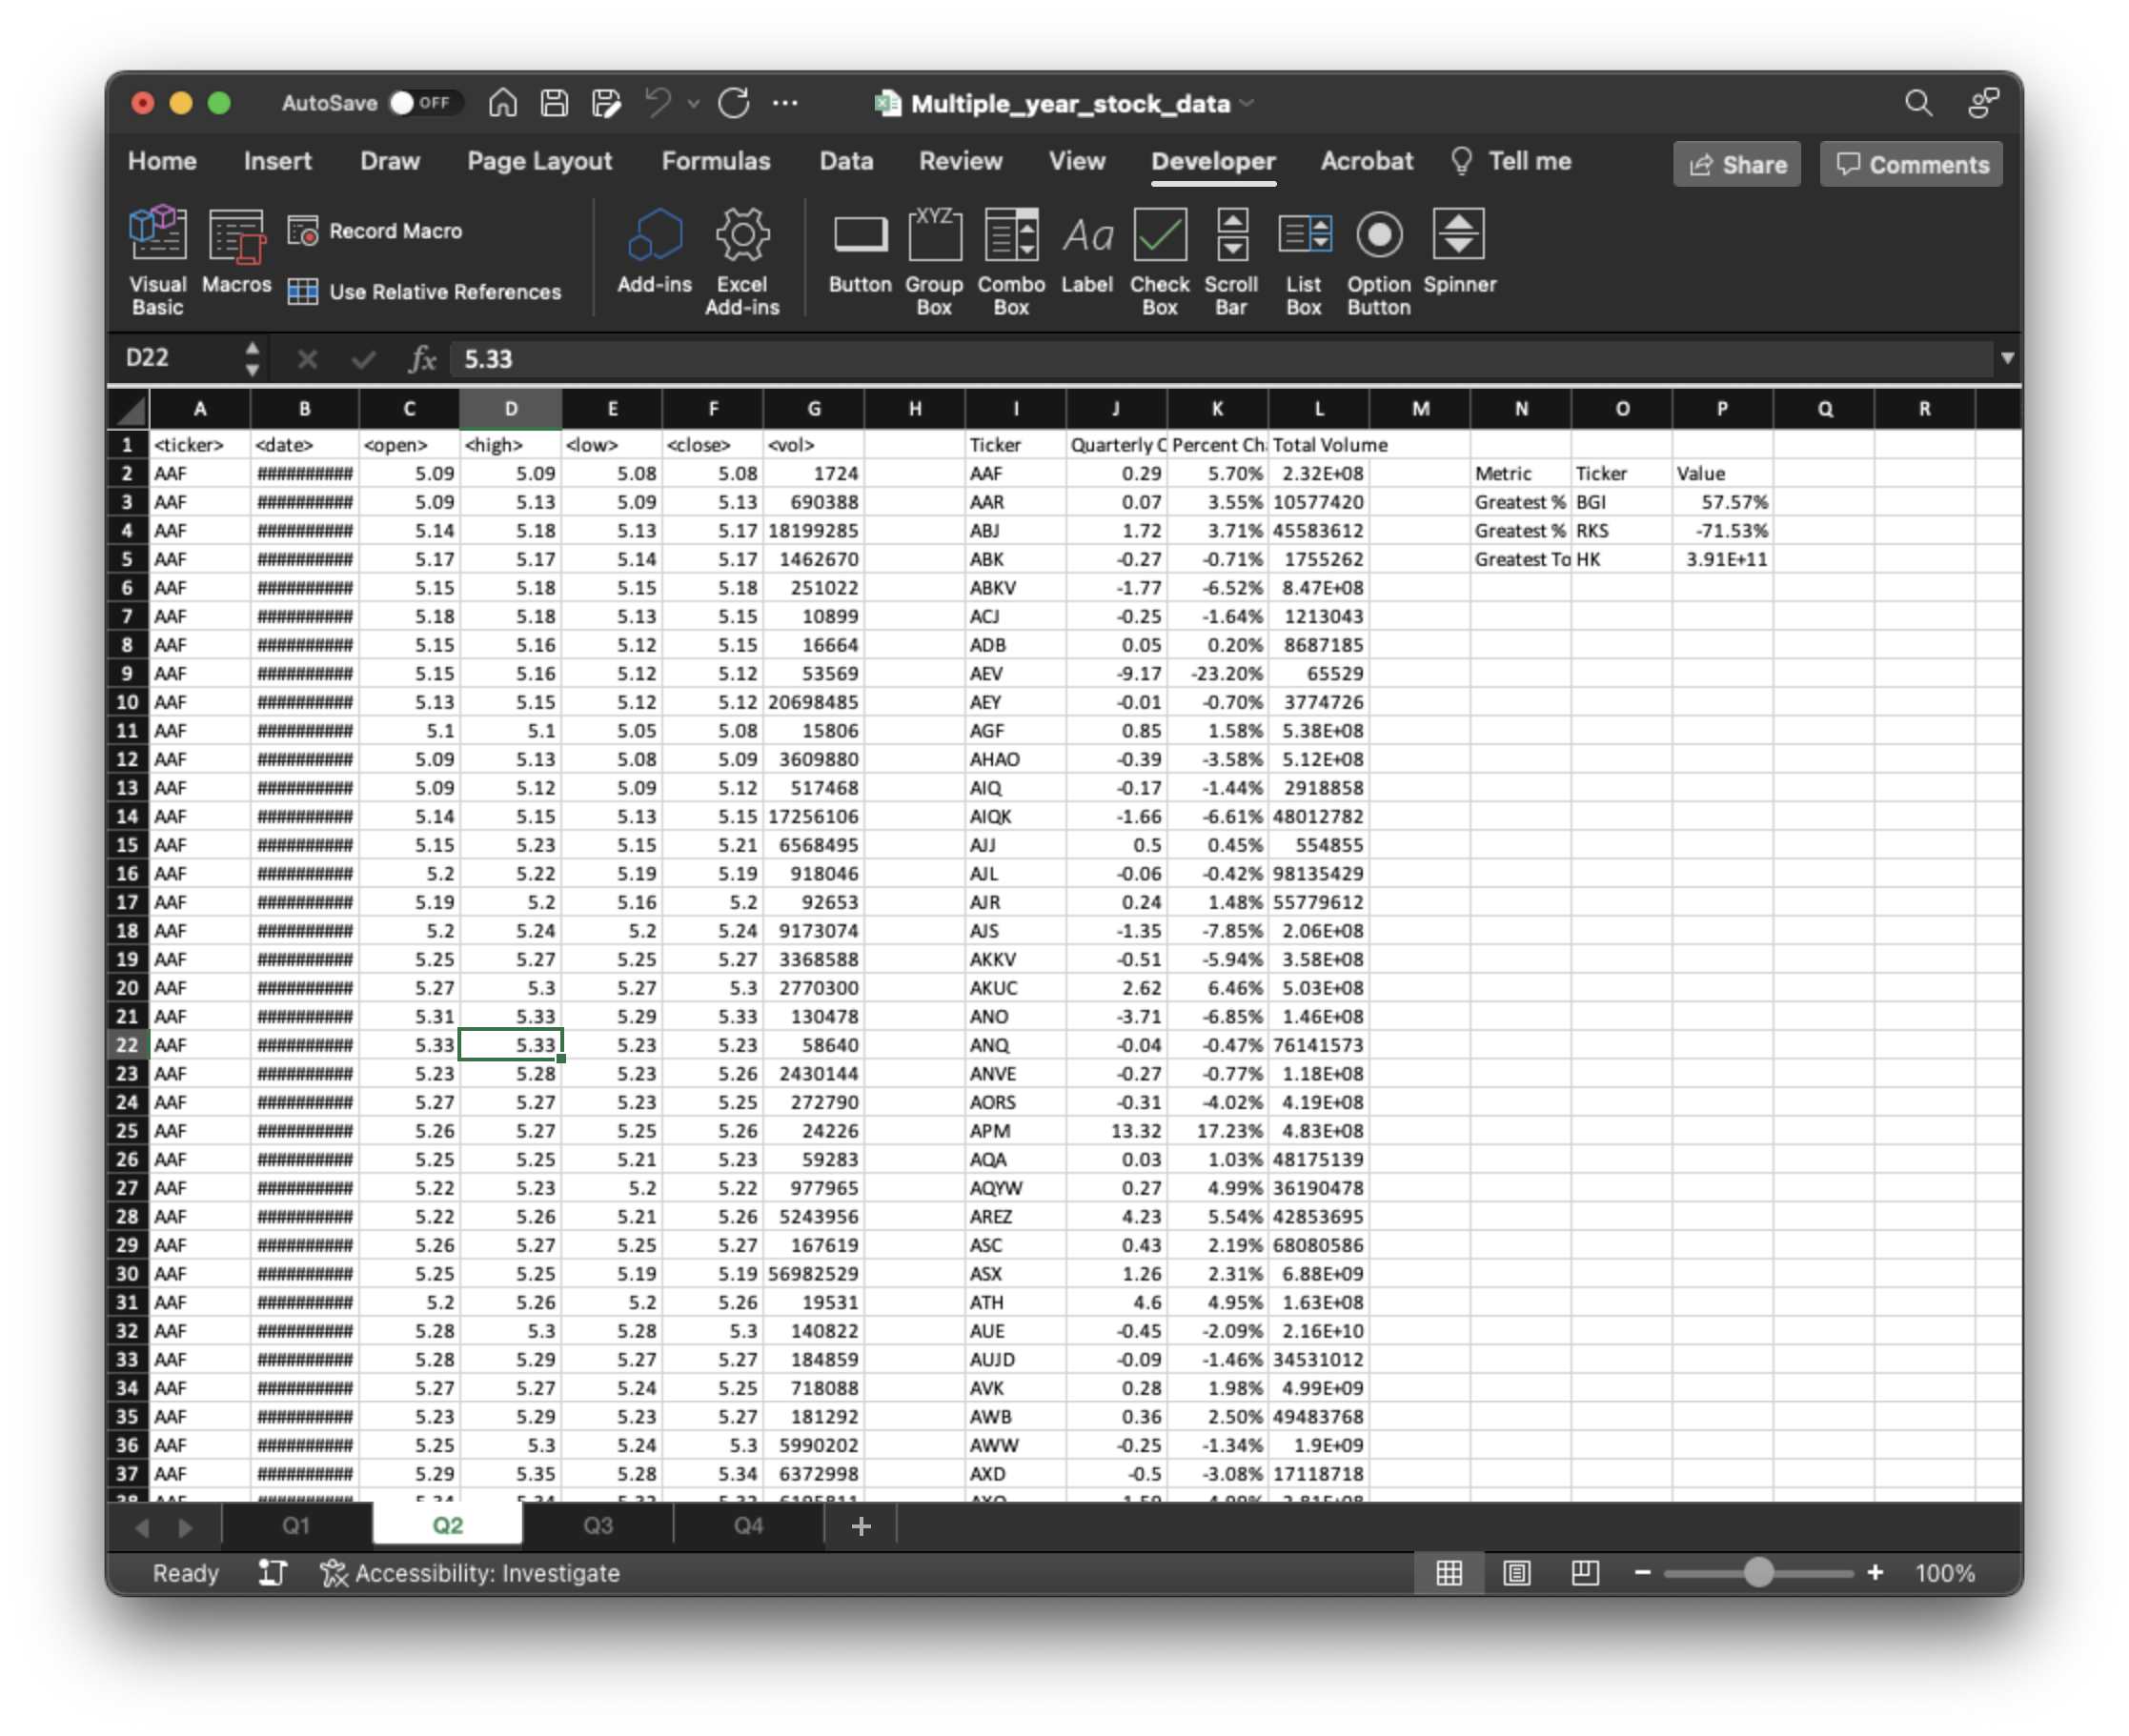 AutoSave OFF Multiple_year_stock_data
Home Insert Draw Page Layout Formulas Data Review View Developer Acrobat Tell me Share Comments
Visual Basic Macros Record Macro Use Relative References Add-ins Excel Add-ins Button Group Box Combo Box Label Check Box Scroll Bar List Box Option Button Spinner
XYZ Aa
D22 fx 5.33
A B C D E F G H I J K L M N O P Q R
1 <ticker> <date> <open> <high> <low> <close> <vol> Ticker Quarterly C Percent Ch Total Volume
2 AAF ########## 5.09 5.09 5.08 5.08 1724 AAF 0.29 5.70% 2.32E+08 Metric Ticker Value
3 AAF ########## 5.09 5.13 5.09 5.13 690388 AAR 0.07 3.55% 10577420 Greatest % BGI 57.57%
4 AAF ########## 5.14 5.18 5.13 5.17 18199285 ABJ 1.72 3.71% 45583612 Greatest % RKS -71.53%
5 AAF ########## 5.17 5.17 5.14 5.17 1462670 ABK -0.27 -0.71% 1755262 Greatest To HK 3.91E+11
6 AAF ########## 5.15 5.18 5.15 5.18 251022 ABKV -1.77 -6.52% 8.47E+08
7 AAF ########## 5.18 5.18 5.13 5.15 10899 ACJ -0.25 -1.64% 1213043
8 AAF ########## 5.15 5.16 5.12 5.15 16664 ADB 0.05 0.20% 8687185
9 AAF ########## 5.15 5.16 5.12 5.12 53569 AEV -9.17 -23.20% 65529
10 AAF ########## 5.13 5.15 5.12 5.12 20698485 AEY -0.01 -0.70% 3774726
11 AAF ########## 5.1 5.1 5.05 5.08 15806 AGF 0.85 1.58% 5.38E+08
12 AAF ########## 5.09 5.13 5.08 5.09 3609880 AHAO -0.39 -3.58% 5.12E+08
13 AAF ########## 5.09 5.12 5.09 5.12 517468 AIQ -0.17 -1.44% 2918858
14 AAF ########## 5.14 5.15 5.13 5.15 17256106 AIQK -1.66 -6.61% 48012782
15 AAF ########## 5.15 5.23 5.15 5.21 6568495 AJJ 0.5 0.45% 554855
16 AAF ########## 5.2 5.22 5.19 5.19 918046 AJL -0.06 -0.42% 98135429
17 AAF ########## 5.19 5.2 5.16 5.2 92653 AJR 0.24 1.48% 55779612
18 AAF ########## 5.2 5.24 5.2 5.24 9173074 AJS -1.35 -7.85% 2.06E+08
19 AAF ########## 5.25 5.27 5.25 5.27 3368588 AKKV -0.51 -5.94% 3.58E+08
20 AAF ########## 5.27 5.3 5.27 5.3 2770300 AKUC 2.62 6.46% 5.03E+08
21 AAF ########## 5.31 5.33 5.29 5.33 130478 ANO -3.71 -6.85% 1.46E+08
22 AAF ########## 5.33 5.33 5.23 5.23 58640 ANQ -0.04 -0.47% 76141573
23 AAF ########## 5.23 5.28 5.23 5.26 2430144 ANVE -0.27 -0.77% 1.18E+08
24 AAF ########## 5.27 5.27 5.23 5.25 272790 AORS -0.31 -4.02% 4.19E+08
25 AAF ########## 5.26 5.27 5.25 5.26 24226 APM 13.32 17.23% 4.83E+08
26 AAF ########## 5.25 5.25 5.21 5.23 59283 AQA 0.03 1.03% 48175139
27 AAF ########## 5.22 5.23 5.2 5.22 977965 AQYW 0.27 4.99% 36190478
28 AAF ########## 5.22 5.26 5.21 5.26 5243956 AREZ 4.23 5.54% 42853695
29 AAF ########## 5.26 5.27 5.25 5.27 167619 ASC 0.43 2.19% 68080586
30 AAF ########## 5.25 5.25 5.19 5.19 56982529 ASX 1.26 2.31% 6.88E+09
31 AAF ########## 5.2 5.26 5.2 5.26 19531 ATH 4.6 4.95% 1.63E+08
32 AAF ########## 5.28 5.3 5.28 5.3 140822 AUE -0.45 -2.09% 2.16E+10
33 AAF ########## 5.28 5.29 5.27 5.27 184859 AUJD -0.09 -1.46% 34531012
34 AAF ########## 5.27 5.27 5.24 5.25 718088 AVK 0.28 1.98% 4.99E+09
35 AAF ########## 5.23 5.29 5.23 5.27 181292 AWB 0.36 2.50% 49483768
36 AAF ########## 5.25 5.3 5.24 5.3 5990202 AWW -0.25 -1.34% 1.9E+09
37 AAF ########## 5.29 5.35 5.28 5.34 6372998 AXD -0.5 -3.08% 17118718
Q1 Q2 Q3 Q4
Ready Accessibility: Investigate 100%